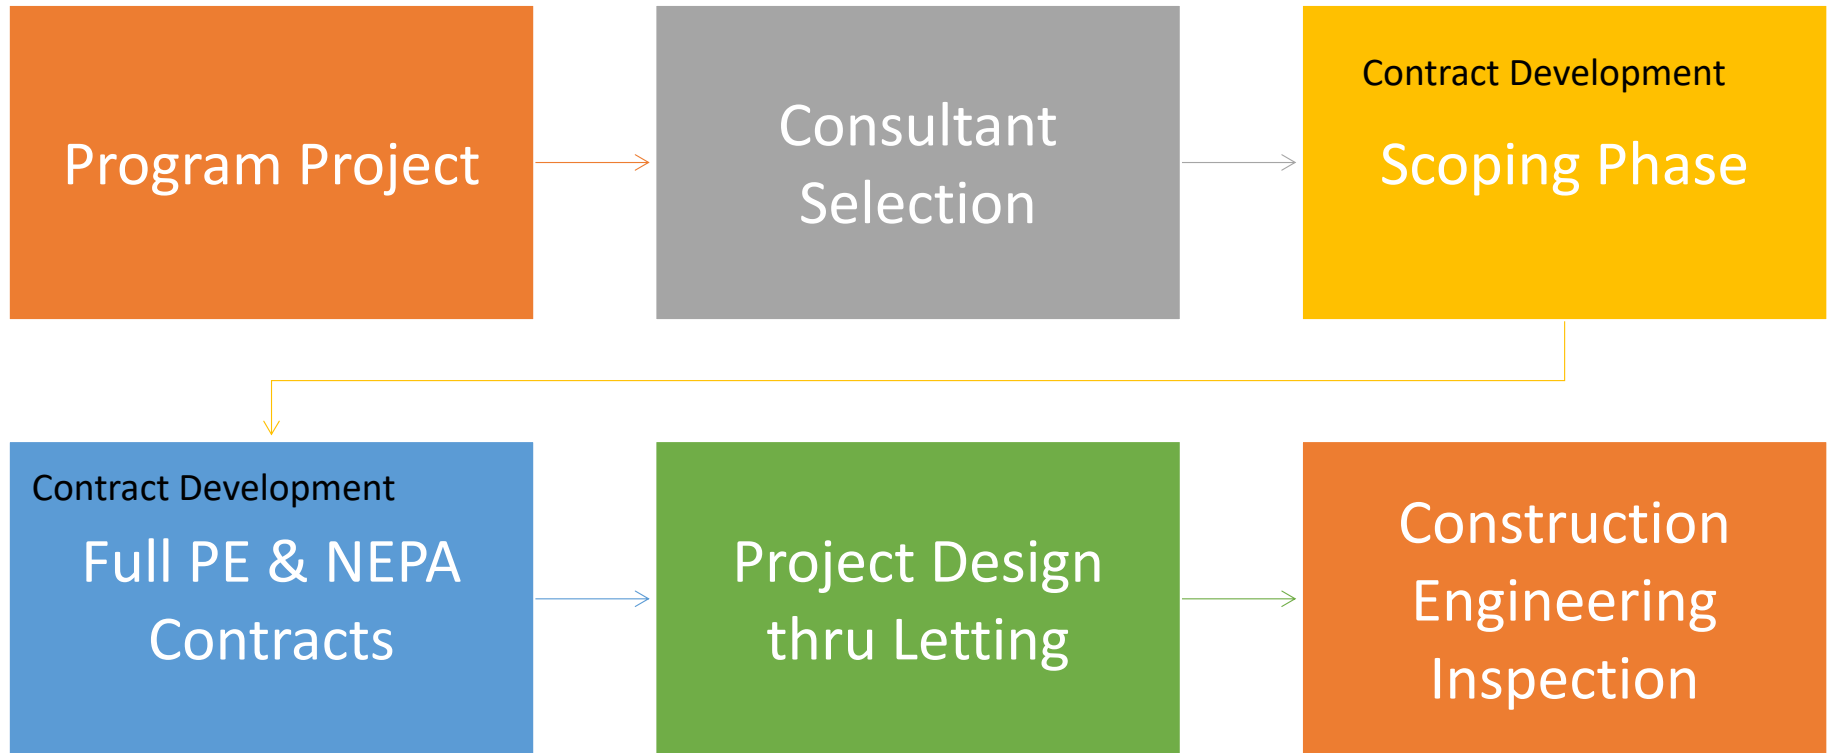 Program Project
Consultant
Selection
Contract Development
Scoping Phase
Contract Development
Full PE & NEPA
Contracts
Project Design
thru Letting
Construction
Engineering
Inspection